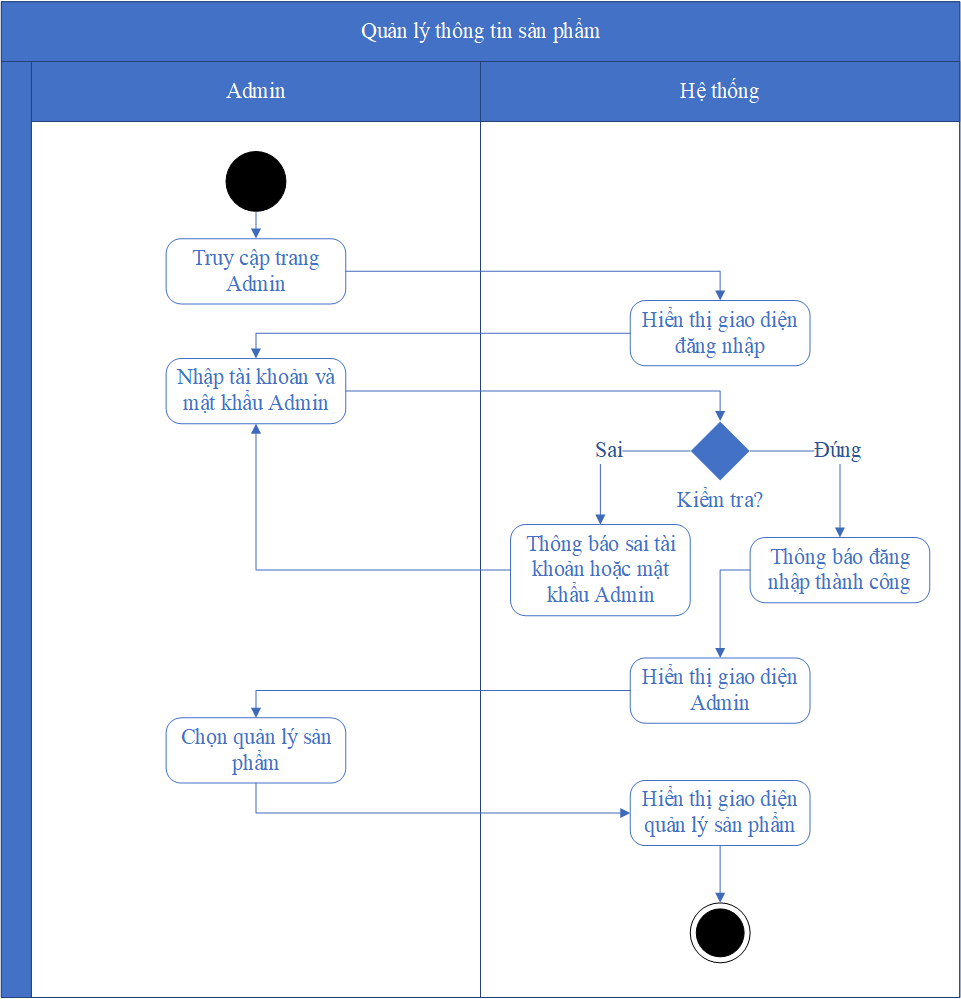 Quản lý thông tin sản phẩm
Admin
Hệ thống
Truy cập trang
Admin
Hiển thị giao diện
đăng nhập
Nhập tài khoản và
mật khẩu Admin
Sai
Đúng
Kiểm tra?
Thông báo sai tài
khoản hoặc mật
khẩu Admin
Thông báo đăng
nhập thành công
Hiển thị giao diện
Admin
Chọn quản lý sản
phẩm
Hiển thị giao diện
quản lý sản phẩm